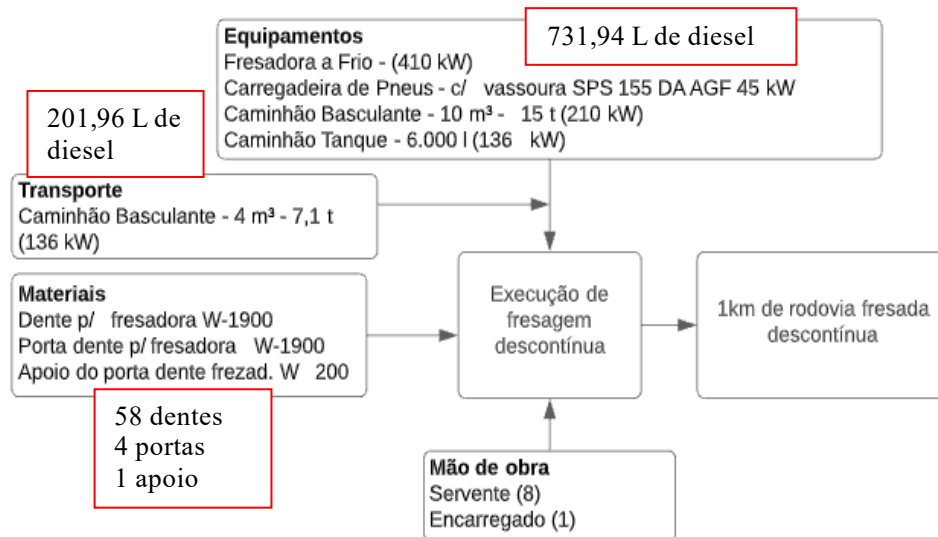 Equipamentos
731,94 L de diesel
Fresadora a Frio - (410 kW)
Carregadeira de Pneus - c/ vassoura SPS 155 DA AGF 45 kW
Caminhão Basculante - 10 m³ - 15 t (210 kW)
Caminhão Tanque - 6.000 l (136 kW)
201,96 L de
diesel
Transporte
Caminhão Basculante - 4 m³ - 7,1 t
(136 kW)
Materiais
Dente p/ fresadora W-1900
Porta dente p/ fresadora W-1900
Apoio do porta dente frezad. W 200
58 dentes
4 portas
1 apoio
Execução de
fresagem
descontínua
1km de rodovia fresada
descontínua
Mão de obra
Servente (8)
Encarregado (1)